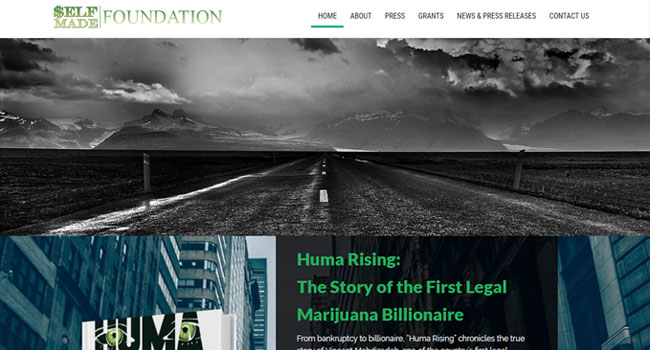 $ELF MADE FOUNDATION
HOME ABOUT PRESS GRANTS NEWS & PRESS RELEASES CONTACT US
Huma Rising:
The Story of the First Legal
Marijuana Billionaire
From bankruptcy to billionaire, "Huma Rising" chronicles the true
HUMA